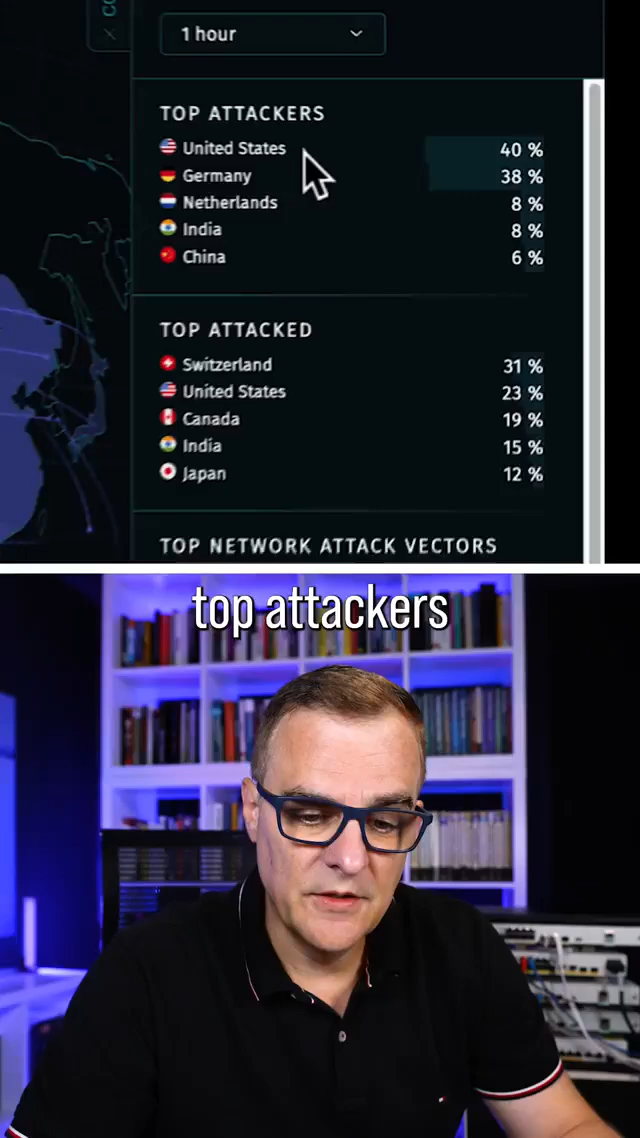 1 hour
TOP ATTACKERS
United States 40 %
Germany 38 %
Netherlands 8 %
India 8 %
China 6 %
TOP ATTACKED
Switzerland 31 %
United States 23 %
Canada 19 %
India 15 %
Japan 12 %
TOP NETWORK ATTACK VECTORS
top attackers